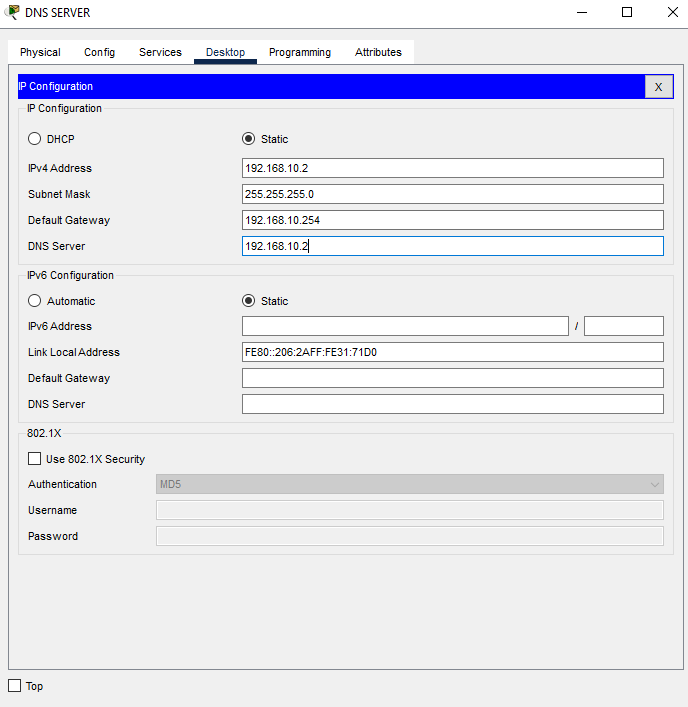 DNS SERVER
Physical Config Services Desktop Programming Attributes
IP Configuration
X
IP Configuration
DHCP Static
IPv4 Address 192.168.10.2
Subnet Mask 255.255.255.0
Default Gateway 192.168.10.254
DNS Server 192.168.10.2
IPv6 Configuration
Automatic Static
IPv6 Address /
Link Local Address FE80::206:2AFF:FE31:71D0
Default Gateway
DNS Server
802.1X
Use 802.1X Security
Authentication MD5
Username
Password
Top